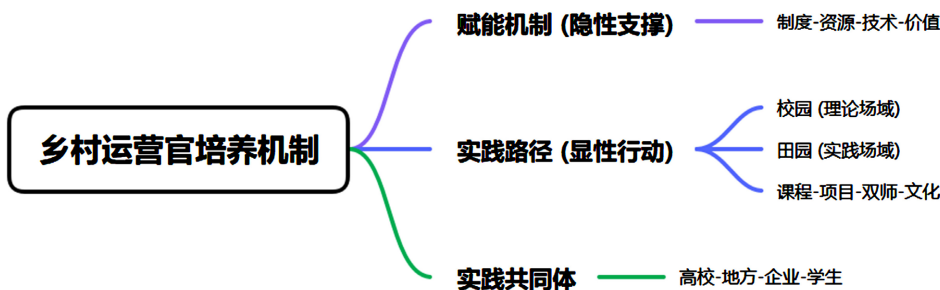 乡村运营官培养机制
赋能机制 (隐性支撑)
制度-资源-技术-价值
实践路径 (显性行动)
校园 (理论场域)
田园 (实践场域)
课程-项目-双师-文化
实践共同体
高校-地方-企业-学生